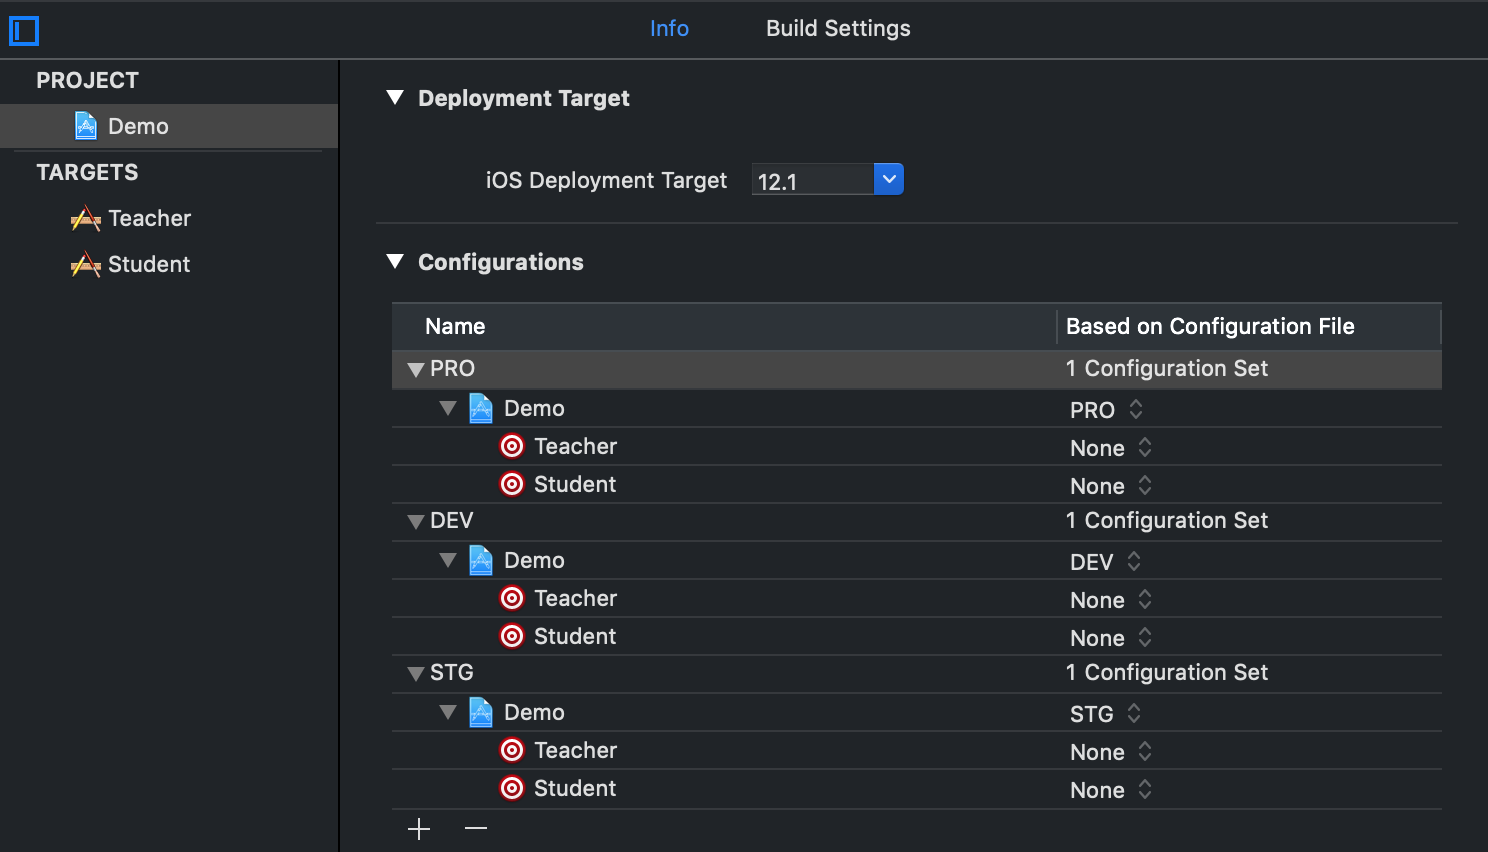 Info Build Settings
PROJECT
Demo
TARGETS
Teacher
Student
Deployment Target
iOS Deployment Target 12.1
Configurations
Name Based on Configuration File
PRO 1 Configuration Set
Demo PRO
Teacher None
Student None
DEV 1 Configuration Set
Demo DEV
Teacher None
Student None
STG 1 Configuration Set
Demo STG
Teacher None
Student None